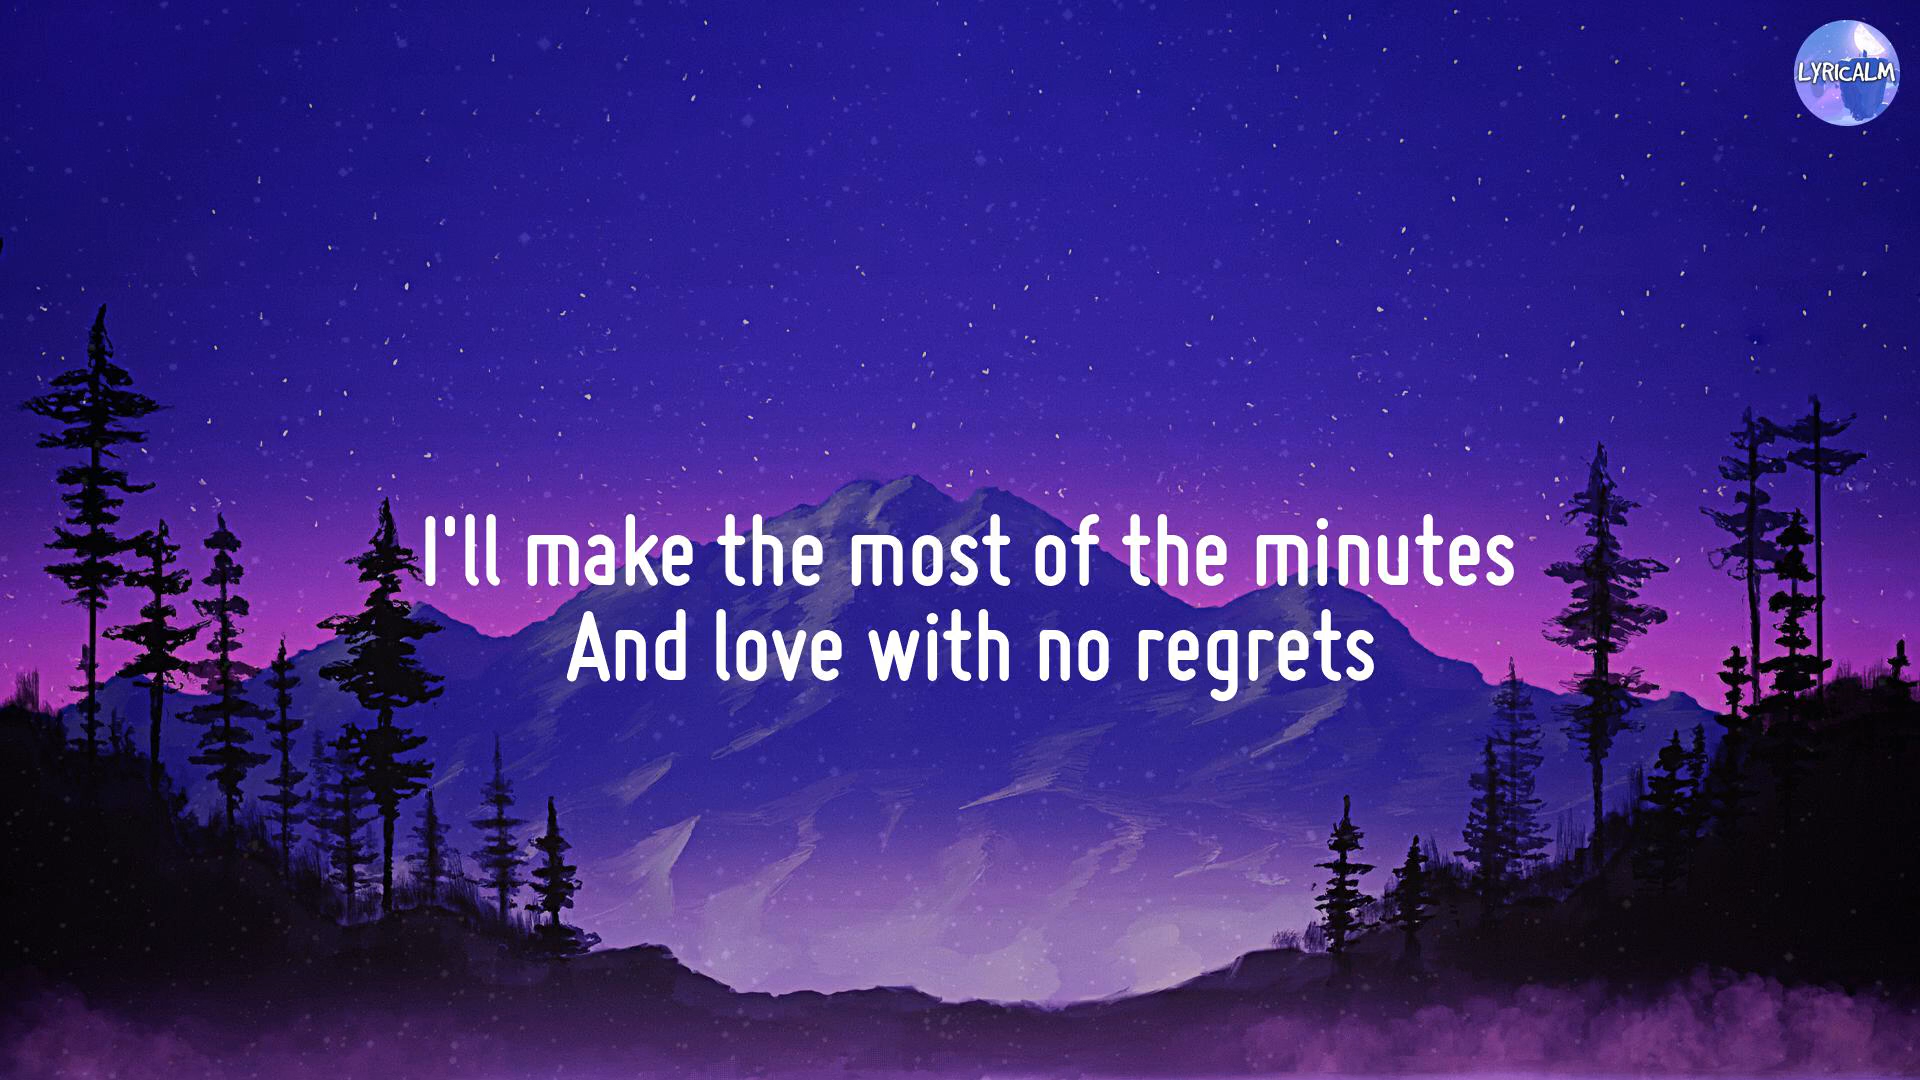 LYRICALM
I'll make the most of the minutes
And love with no regrets